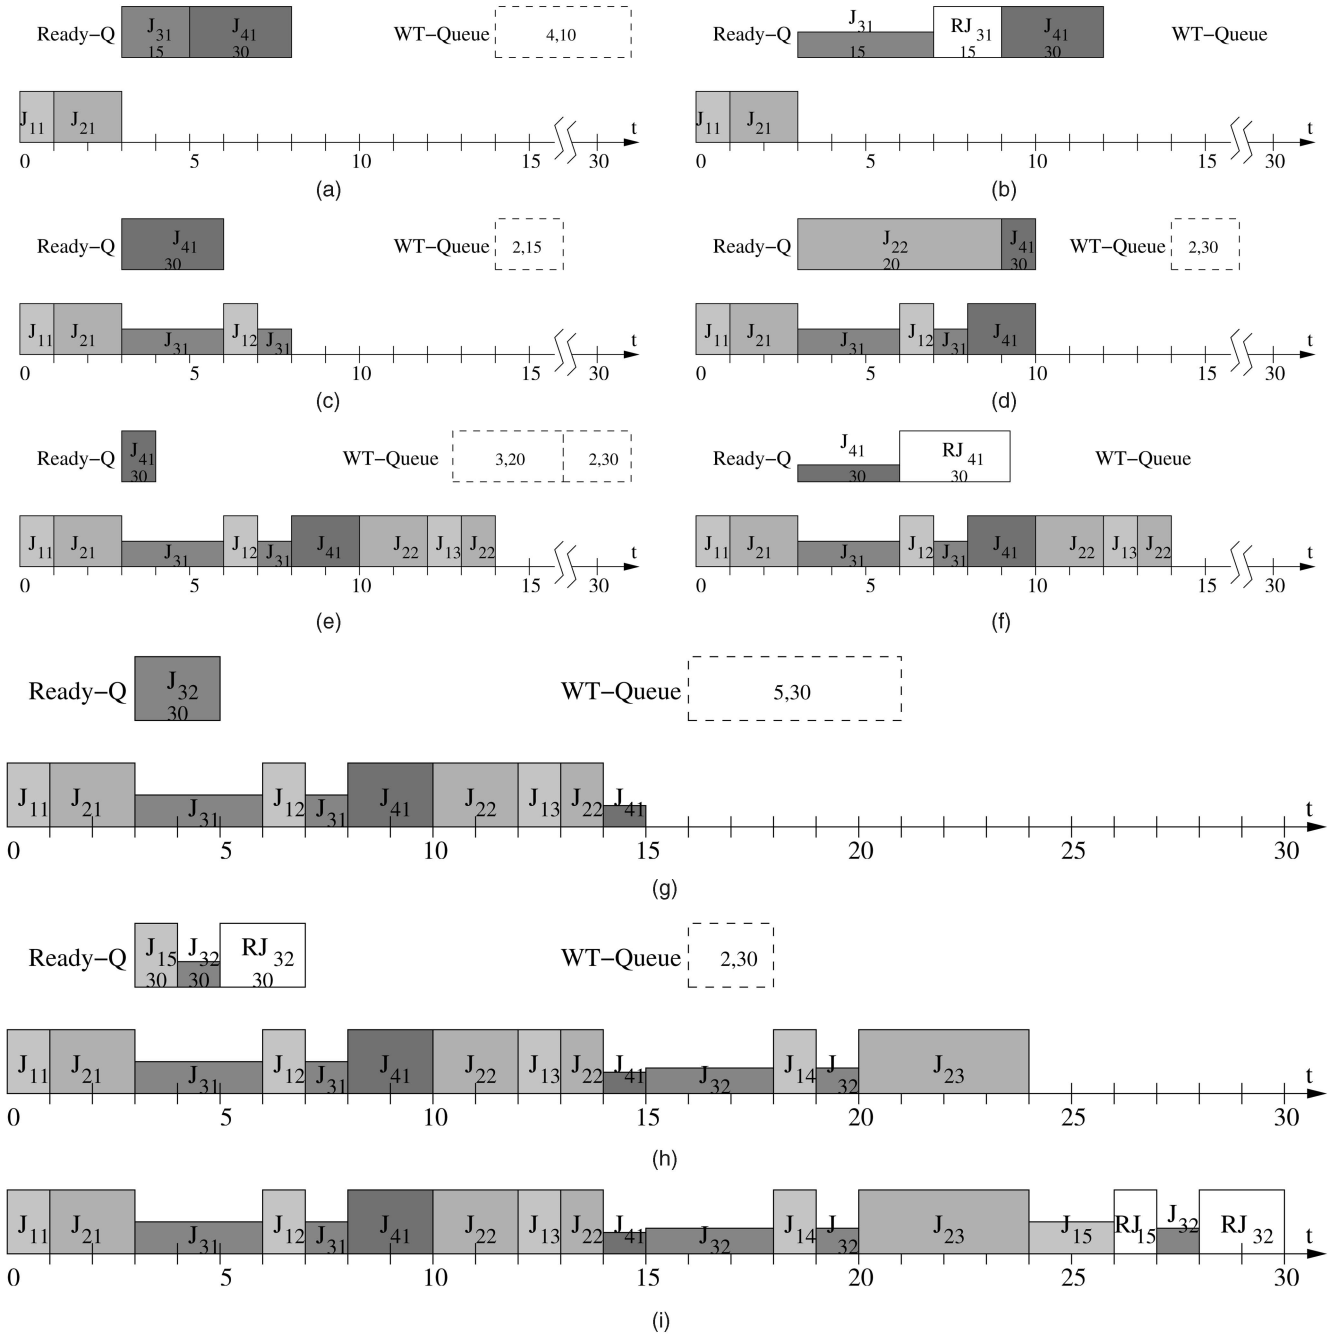 Ready−Q J31 15 J41 30 WT−Queue 4,10
J11 J21 t
0 5 10 15 30
(a)
Ready−Q J31 15 RJ31 15 J41 30 WT−Queue
J11 J21 t
0 5 10 15 30
(b)
Ready−Q J41 30 WT−Queue 2,15
J11 J21 J31 J12 J31 t
0 5 10 15 30
(c)
Ready−Q J22 20 J41 30 WT−Queue 2,30
J11 J21 J31 J12 J31 J41 t
0 5 10 15 30
(d)
Ready−Q J41 30 WT−Queue 3,20 2,30
J11 J21 J31 J12 J31 J41 J22 J13 J22 t
0 5 10 15 30
(e)
Ready−Q J41 30 RJ41 30 WT−Queue
J11 J21 J31 J12 J31 J41 J22 J13 J22 t
0 5 10 15 30
(f)
Ready−Q J32 30 WT−Queue 5,30
J11 J21 J31 J12 J31 J41 J22 J13 J22 J41 t
0 5 10 15 20 25 30
(g)
Ready−Q J15 30 J32 30 RJ32 30 WT−Queue 2,30
J11 J21 J31 J12 J31 J41 J22 J13 J22 J41 J32 J14 J32 J23 t
0 5 10 15 20 25 30
(h)
J11 J21 J31 J12 J31 J41 J22 J13 J22 J41 J32 J14 J32 J23 J15 RJ15 J32 RJ32 t
0 5 10 15 20 25 30
(i)